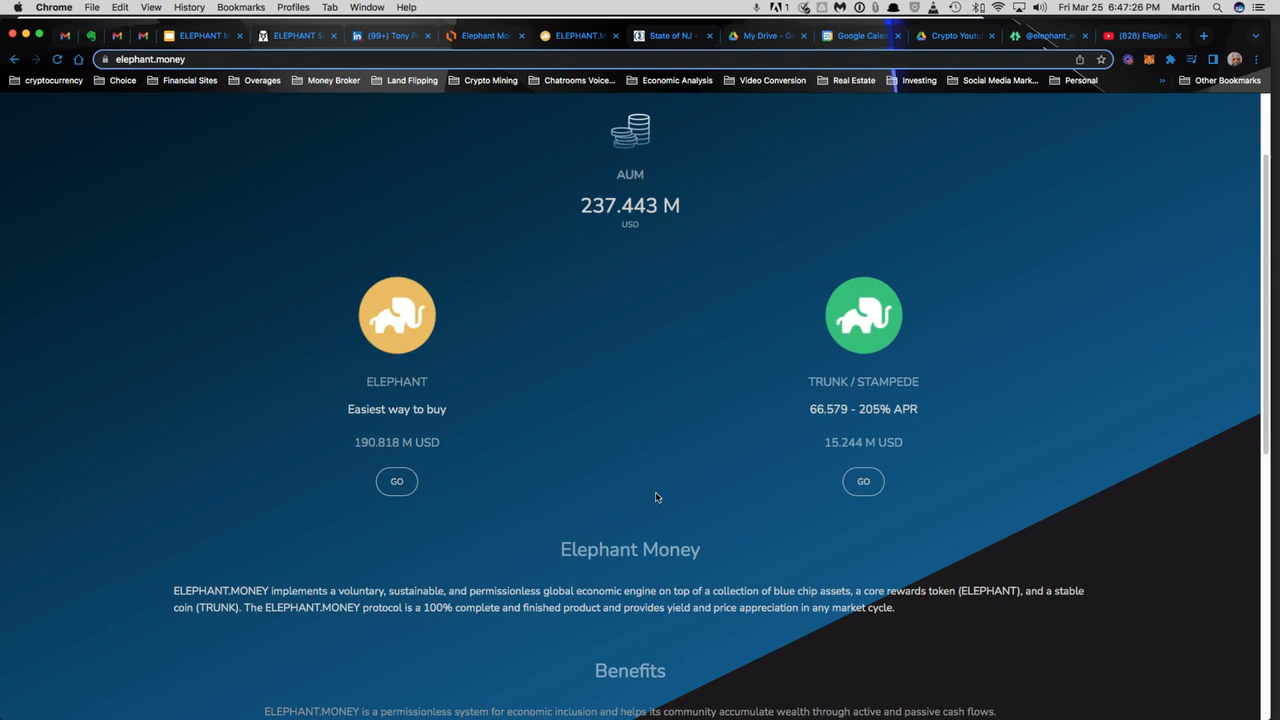 Chrome File Edit View History Bookmarks Profiles Tab Window Help 1 Fri Mar 25 6:47:26 PM Martin
ELEPHANT M ELEPHANT S (99+) Tony P Elephant Mon ELEPHANT.M State of NJ - My Drive - Go Google Calen Crypto Youtu @elephant_m (828) Elepha
elephant.money
cryptocurrency Choice Financial Sites Overages Money Broker Land Flipping Crypto Mining Chatrooms Voice... Economic Analysis Video Conversion Real Estate Investing Social Media Mark... Personal » Other Bookmarks
AUM
237.443 M
USD
ELEPHANT
Easiest way to buy
190.818 M USD
GO
TRUNK / STAMPEDE
66.579 - 205% APR
15.244 M USD
GO
Elephant Money
ELEPHANT.MONEY implements a voluntary, sustainable, and permissionless global economic engine on top of a collection of blue chip assets, a core rewards token (ELEPHANT), and a stable
coin (TRUNK). The ELEPHANT.MONEY protocol is a 100% complete and finished product and provides yield and price appreciation in any market cycle.
Benefits
ELEPHANT.MONEY is a permissionless system for economic inclusion and helps its community accumulate wealth through active and passive cash flows.